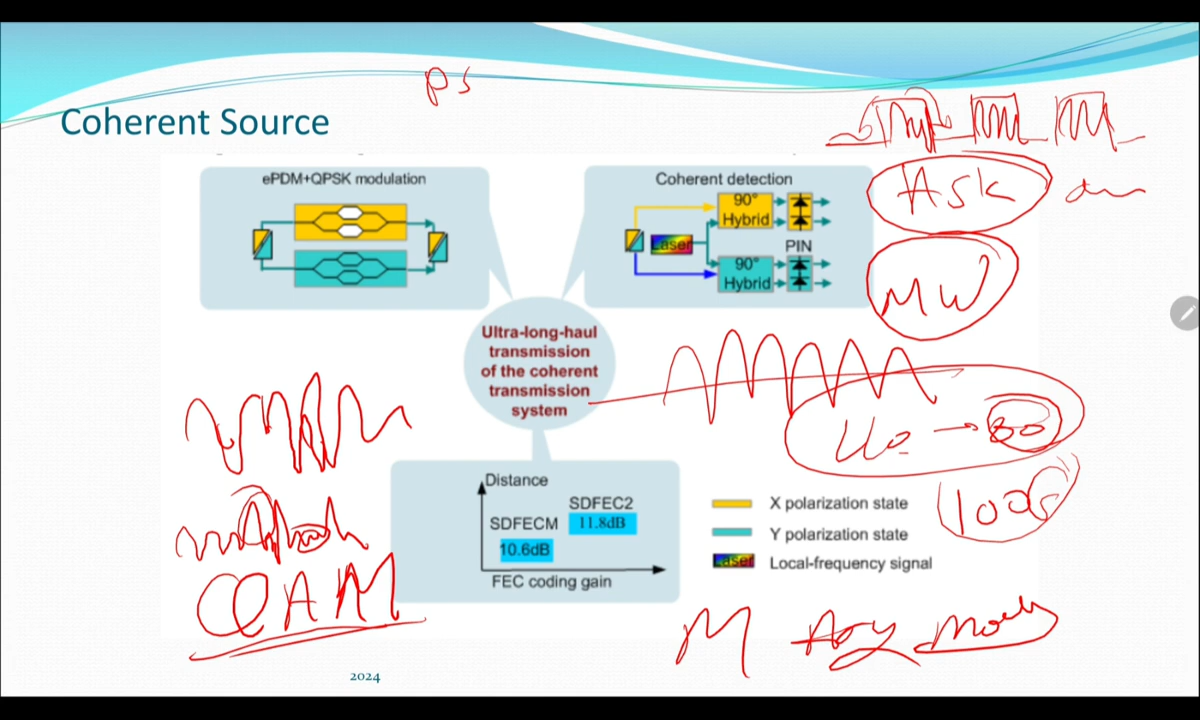 ps
Coherent Source
ePDM+QPSK modulation
Coherent detection
90°
Hybrid
Laser
PIN
90°
Hybrid
ASK
MW
Ultra-long-haul
transmission
of the coherent
transmission
system
40 → 80
100G
Distance
SDFEC2
SDFECM
11.8dB
10.6dB
FEC coding gain
X polarization state
Y polarization state
Laser
Local-frequency signal
QAM
M Ary
2024